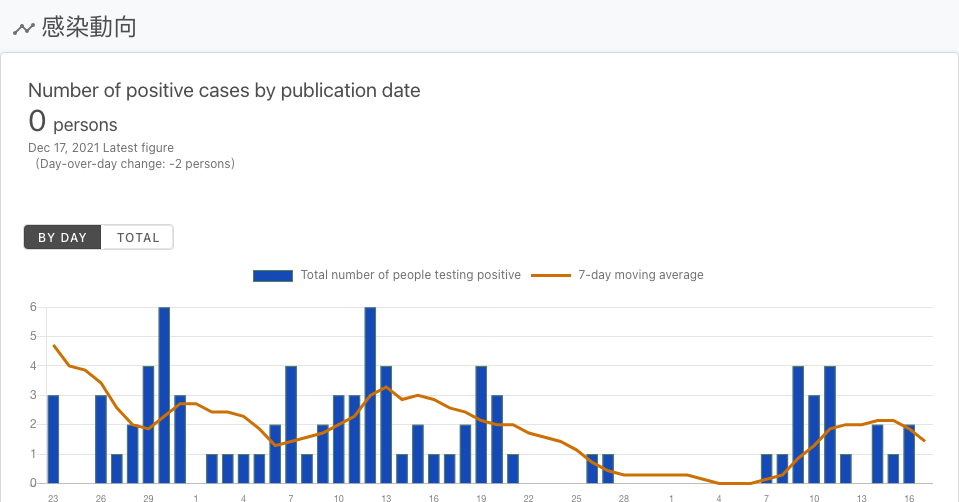 感染動向
Number of positive cases by publication date
0 persons
Dec 17, 2021 Latest figure
(Day-over-day change: -2 persons)
BY DAY TOTAL
Total number of people testing positive 7-day moving average
6
5
4
3
2
1
0
23 26 29 1 4 7 10 13 16 19 22 25 28 1 4 7 10 13 16